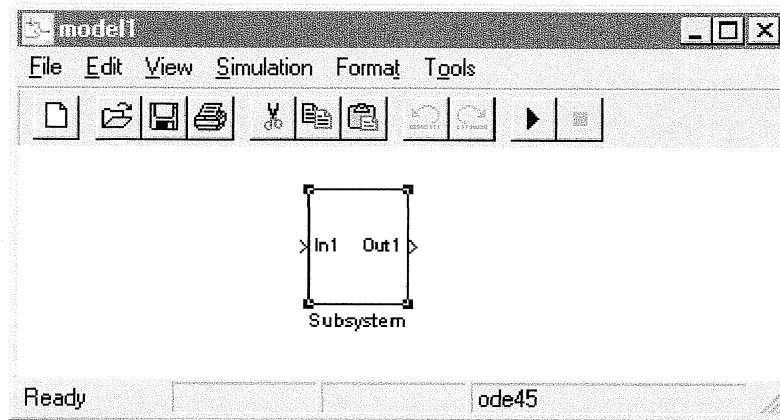 model1
File Edit View Simulation Format Tools
In1 Out1
Subsystem
Ready ode45